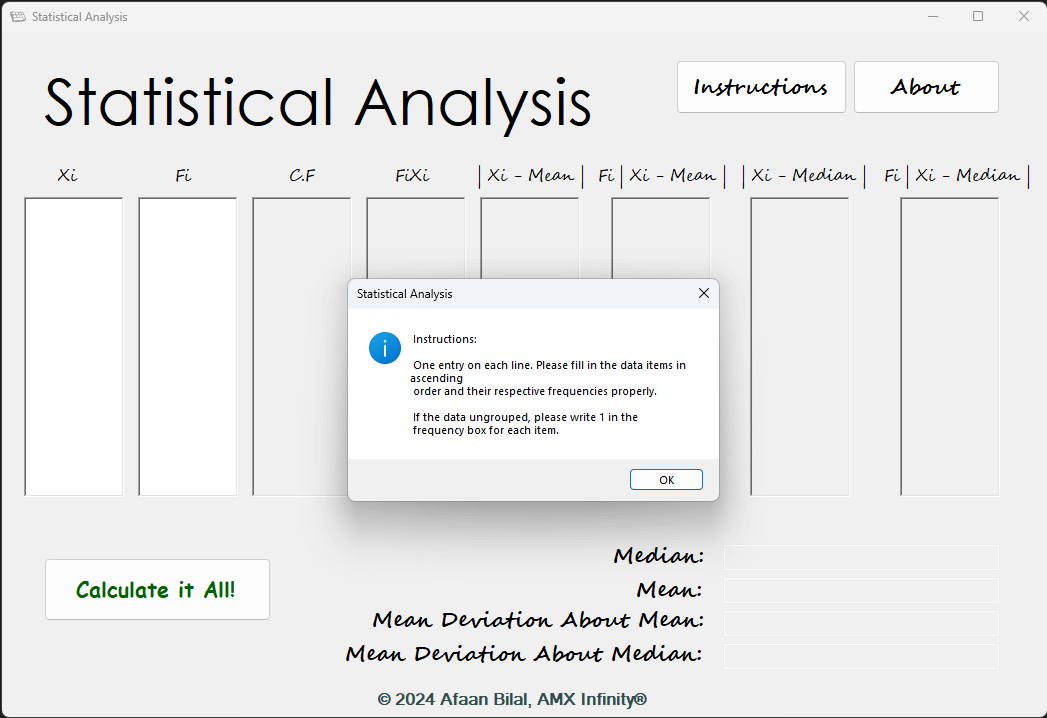 Statistical Analysis
Statistical Analysis
Instructions
About
Xi
Fi
C.F
FiXi
| Xi - Mean |
Fi | Xi - Mean |
| Xi - Median |
Fi | Xi - Median |
Statistical Analysis
i
Instructions:
One entry on each line. Please fill in the data items in
ascending
order and their respective frequencies properly.
If the data ungrouped, please write 1 in the
frequency box for each item.
OK
Calculate it All!
Median:
Mean:
Mean Deviation About Mean:
Mean Deviation About Median:
© 2024 Afaan Bilal, AMX Infinity®